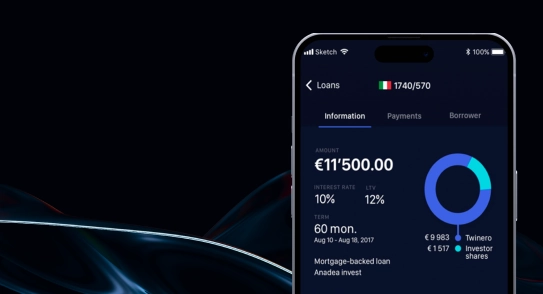 Sketch 100%
Loans 1740/570
Information Payments Borrower
AMOUNT
€11'500.00
INTEREST RATE LTV
10% 12%
TERM
60 mon.
Aug 10 - Aug 18, 2017
€ 9 983 Twinero
€ 1 517 Investor
shares
Mortgage-backed loan
Anadea invest